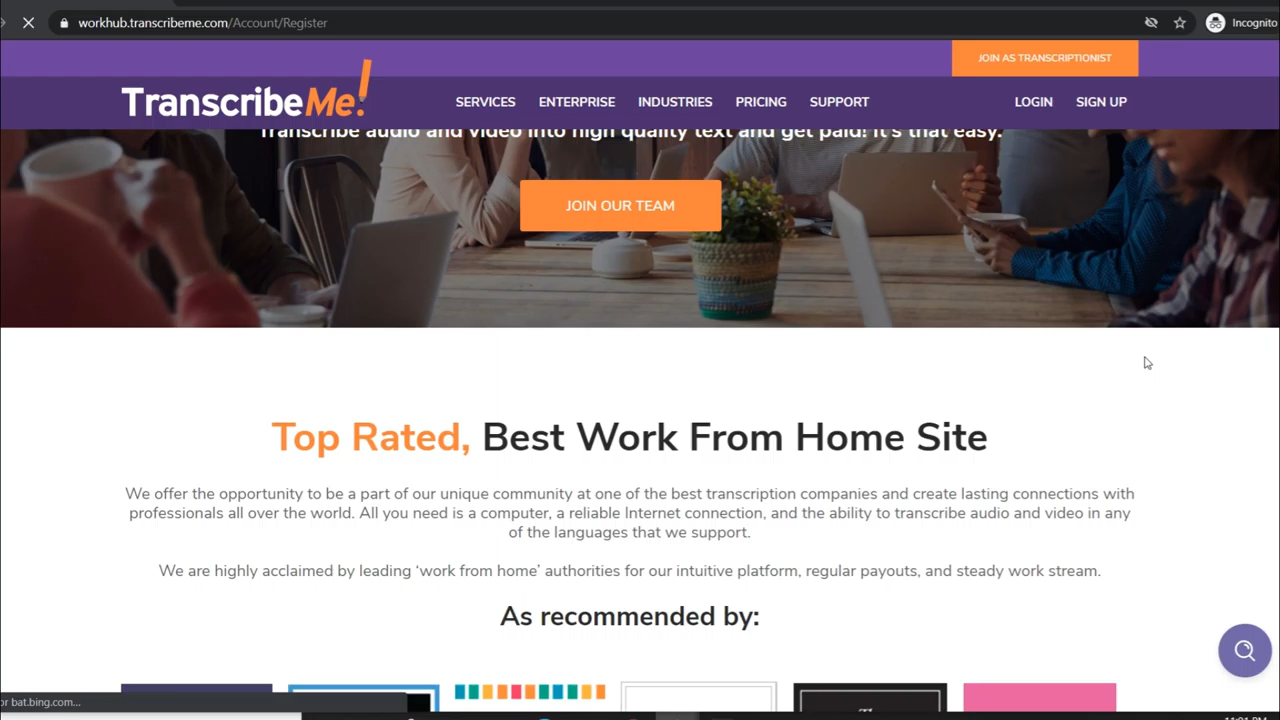 workhub.transcribeme.com/Account/Register
Incognito
JOIN AS TRANSCRIPTIONIST
TranscribeMe!
SERVICES ENTERPRISE INDUSTRIES PRICING SUPPORT
LOGIN SIGN UP
Transcribe audio and video into high quality text and get paid! It's that easy.
JOIN OUR TEAM
Top Rated, Best Work From Home Site
We offer the opportunity to be a part of our unique community at one of the best transcription companies and create lasting connections with
professionals all over the world. All you need is a computer, a reliable Internet connection, and the ability to transcribe audio and video in any
of the languages that we support.
We are highly acclaimed by leading ‘work from home’ authorities for our intuitive platform, regular payouts, and steady work stream.
As recommended by:
or bat.bing.com...